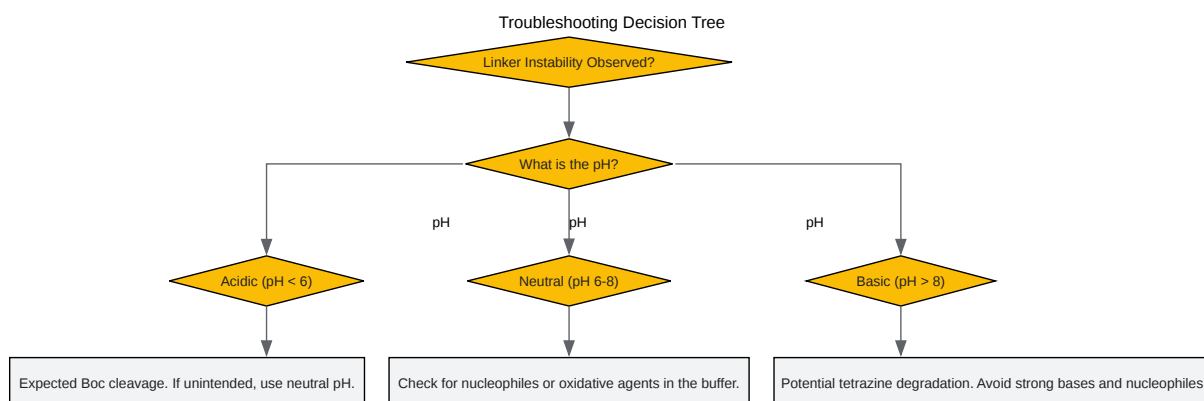 Troubleshooting Decision Tree
Linker Instability Observed?
What is the pH?
pH
pH
pH
Acidic (pH < 6)
Neutral (pH 6-8)
Basic (pH > 8)
Expected Boc cleavage. If unintended, use neutral pH.
Check for nucleophiles or oxidative agents in the buffer.
Potential tetrazine degradation. Avoid strong bases and nucleophiles